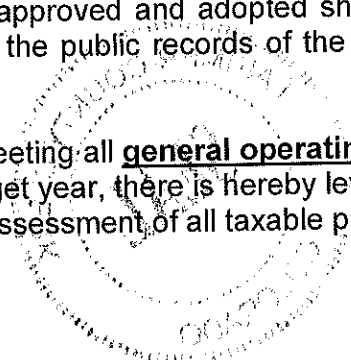 approved and adopted sh
the public records of the
eeting all general operatin
get year, there is hereby le
ssessment of all taxable p